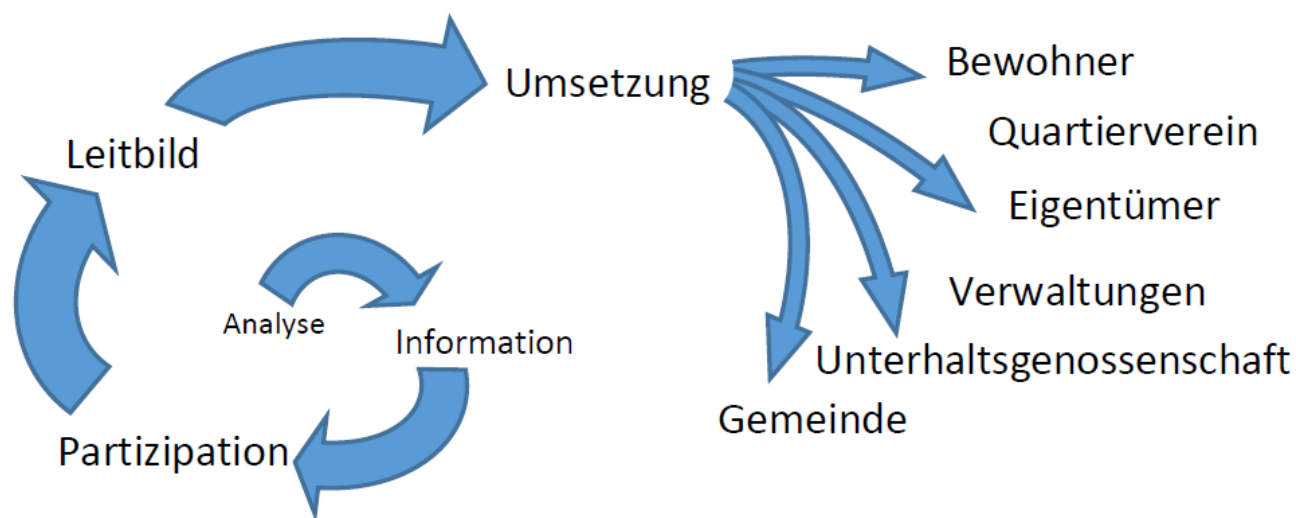 Umsetzung
Bewohner
Quartierverein
Leitbild
Eigentümer
Verwaltungen
Analyse
Information
Unterhaltsgenossenschaft
Gemeinde
Partizipation